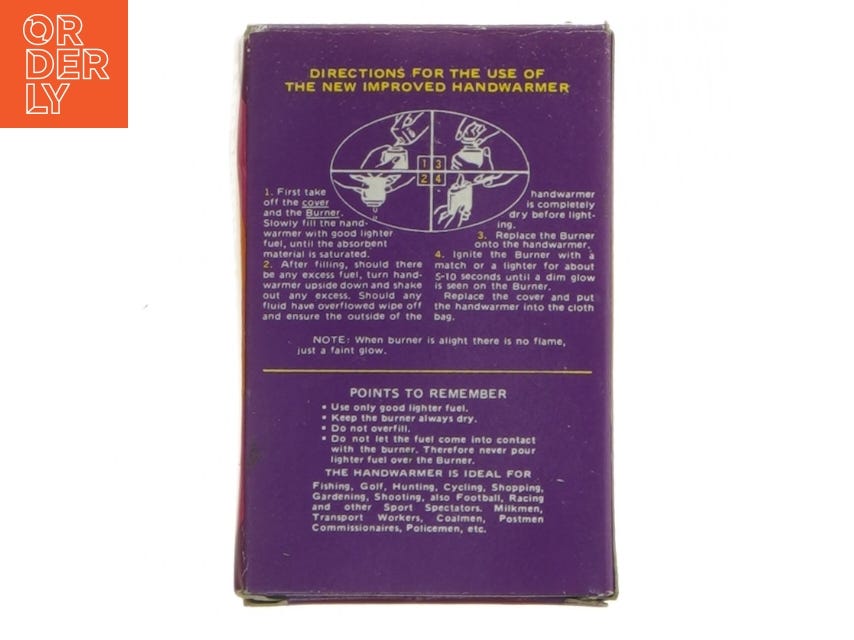 OR
DER
LY
DIRECTIONS FOR THE USE OF
THE NEW IMPROVED HANDWARMER
1 3
2 4
1. First take
off the cover
and the Burner.
Slowly fill the hand-
warmer with good lighter
fuel, until the absorbent
material is saturated.
2. After filling, should there
be any excess fuel, turn hand-
warmer upside down and shake
out any excess. Should any
fluid have overflowed wipe off
and ensure the outside of the
handwarmer
is completely
dry before light-
ing.
3. Replace the Burner
onto the handwarmer.
4. Ignite the Burner with a
match or a lighter for about
5-10 seconds until a dim glow
is seen on the Burner.
Replace the cover and put
the handwarmer into the cloth
bag.
NOTE: When burner is alight there is no flame,
just a faint glow.
POINTS TO REMEMBER
• Use only good lighter fuel.
• Keep the burner always dry.
• Do not overfill.
• Do not let the fuel come into contact
with the burner. Therefore never pour
lighter fuel over the Burner.
THE HANDWARMER IS IDEAL FOR
Fishing, Golf, Hunting, Cycling, Shopping,
Gardening, Shooting, also Football, Racing
and other Sport Spectators. Milkmen,
Transport Workers, Coalmen, Postmen
Commissionaires, Policemen, etc.